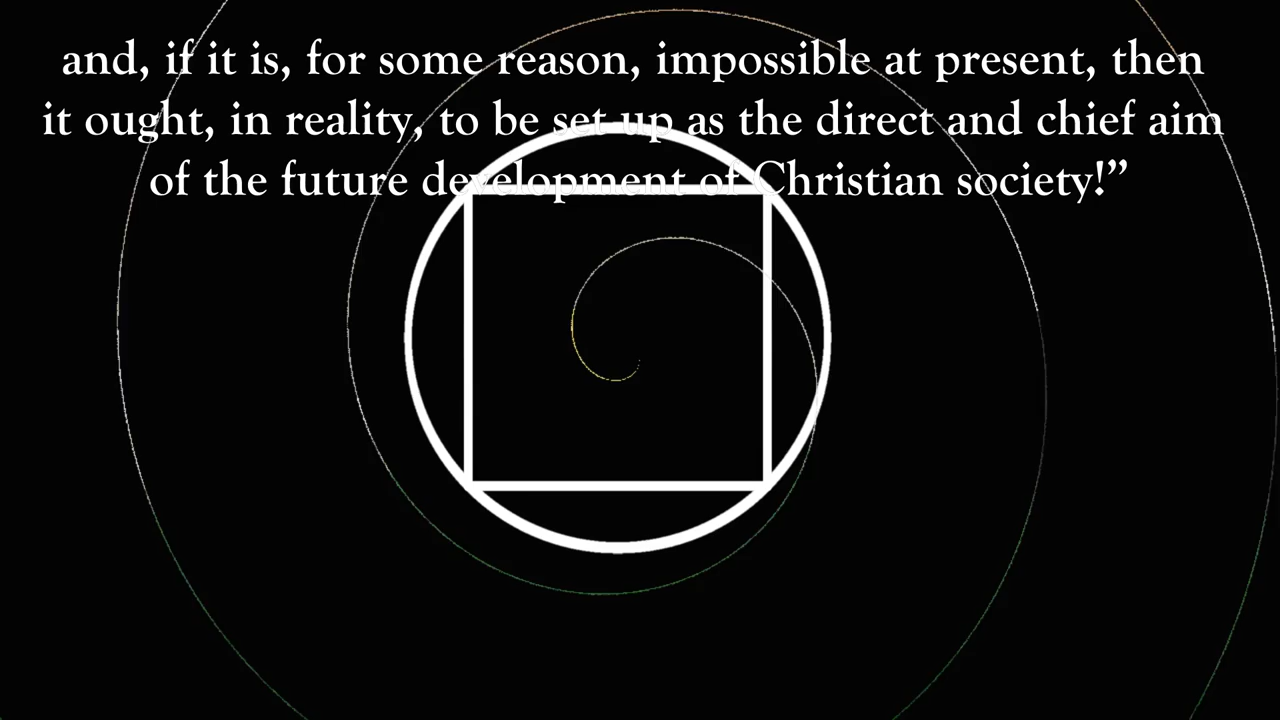 and, if it is, for some reason, impossible at present, then
it ought, in reality, to be set up as the direct and chief aim
of the future development of Christian society!”